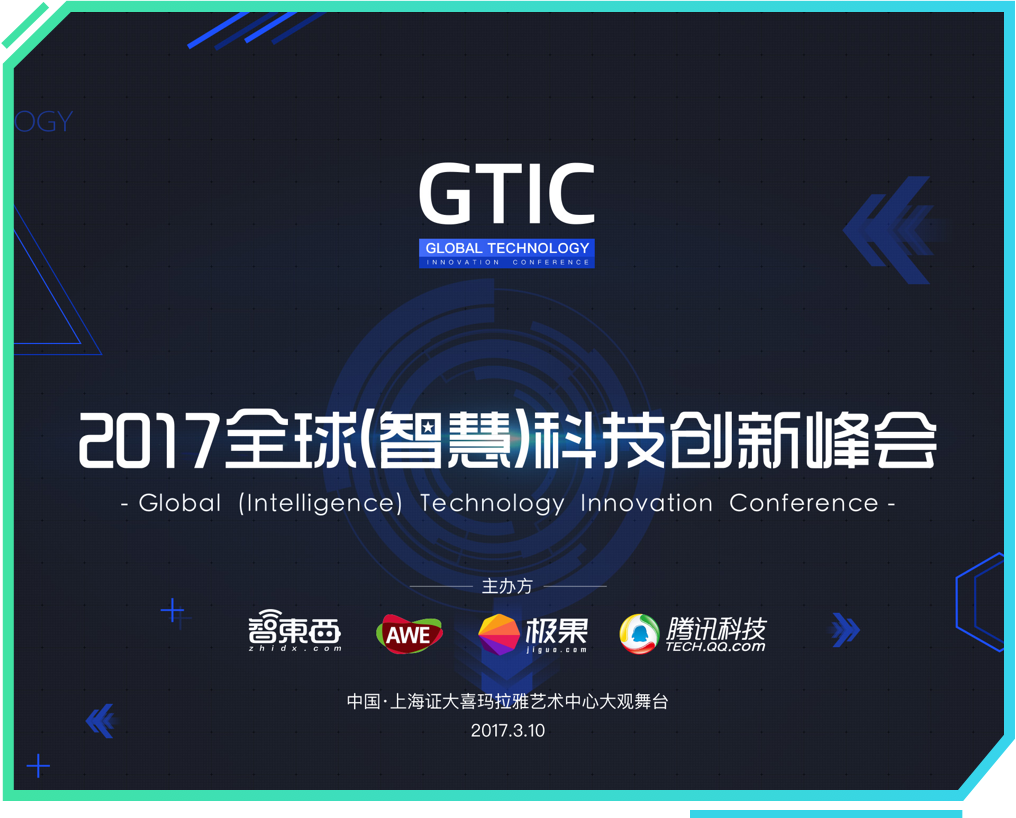 OGY
GTIC
GLOBAL TECHNOLOGY
INNOVATION CONFERENCE
2017全球(智慧)科技创新峰会
- Global (Intelligence) Technology Innovation Conference -
主办方
智東西 AWE 极果 腾讯科技
zhidx.com jiguo.com TECH.QQ.com
中国·上海证大喜玛拉雅艺术中心大观舞台
2017.3.10